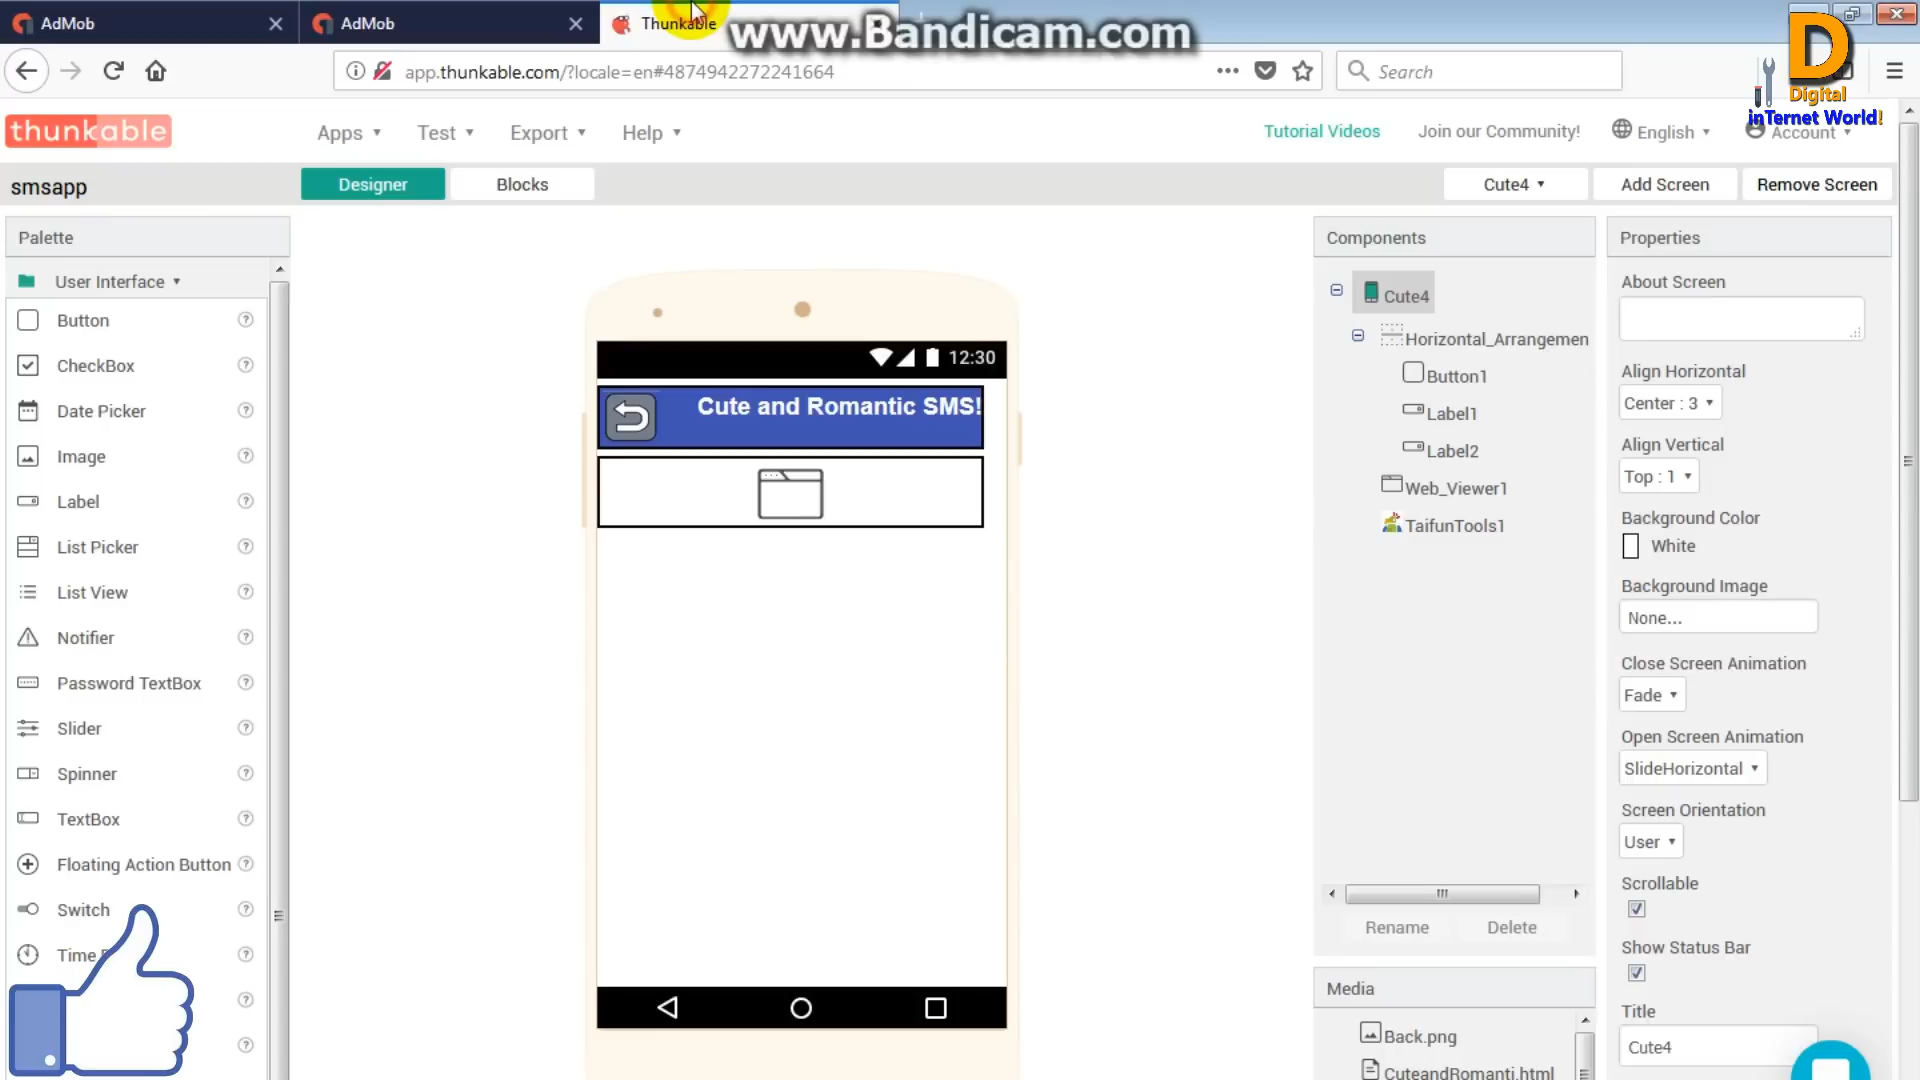 AdMob
AdMob
Thunkable
www.Bandicam.com
app.thunkable.com/?locale=en#4874942272241664
Search
D
Digital
inTernet World!
thunkable
Apps
Test
Export
Help
Tutorial Videos
Join our Community!
English
Account
smsapp
Designer
Blocks
Cute4
Add Screen
Remove Screen
Palette
User Interface
Button
CheckBox
Date Picker
Image
Label
List Picker
List View
Notifier
Password TextBox
Slider
Spinner
TextBox
Floating Action Button
Switch
Time
12:30
Cute and Romantic SMS!
Components
Cute4
Horizontal_Arrangemen
Button1
Label1
Label2
Web_Viewer1
TaifunTools1
Rename
Delete
Media
Back.png
CuteandRomanti.html
Properties
About Screen
Align Horizontal
Center : 3
Align Vertical
Top : 1
Background Color
White
Background Image
None...
Close Screen Animation
Fade
Open Screen Animation
SlideHorizontal
Screen Orientation
User
Scrollable
Show Status Bar
Title
Cute4